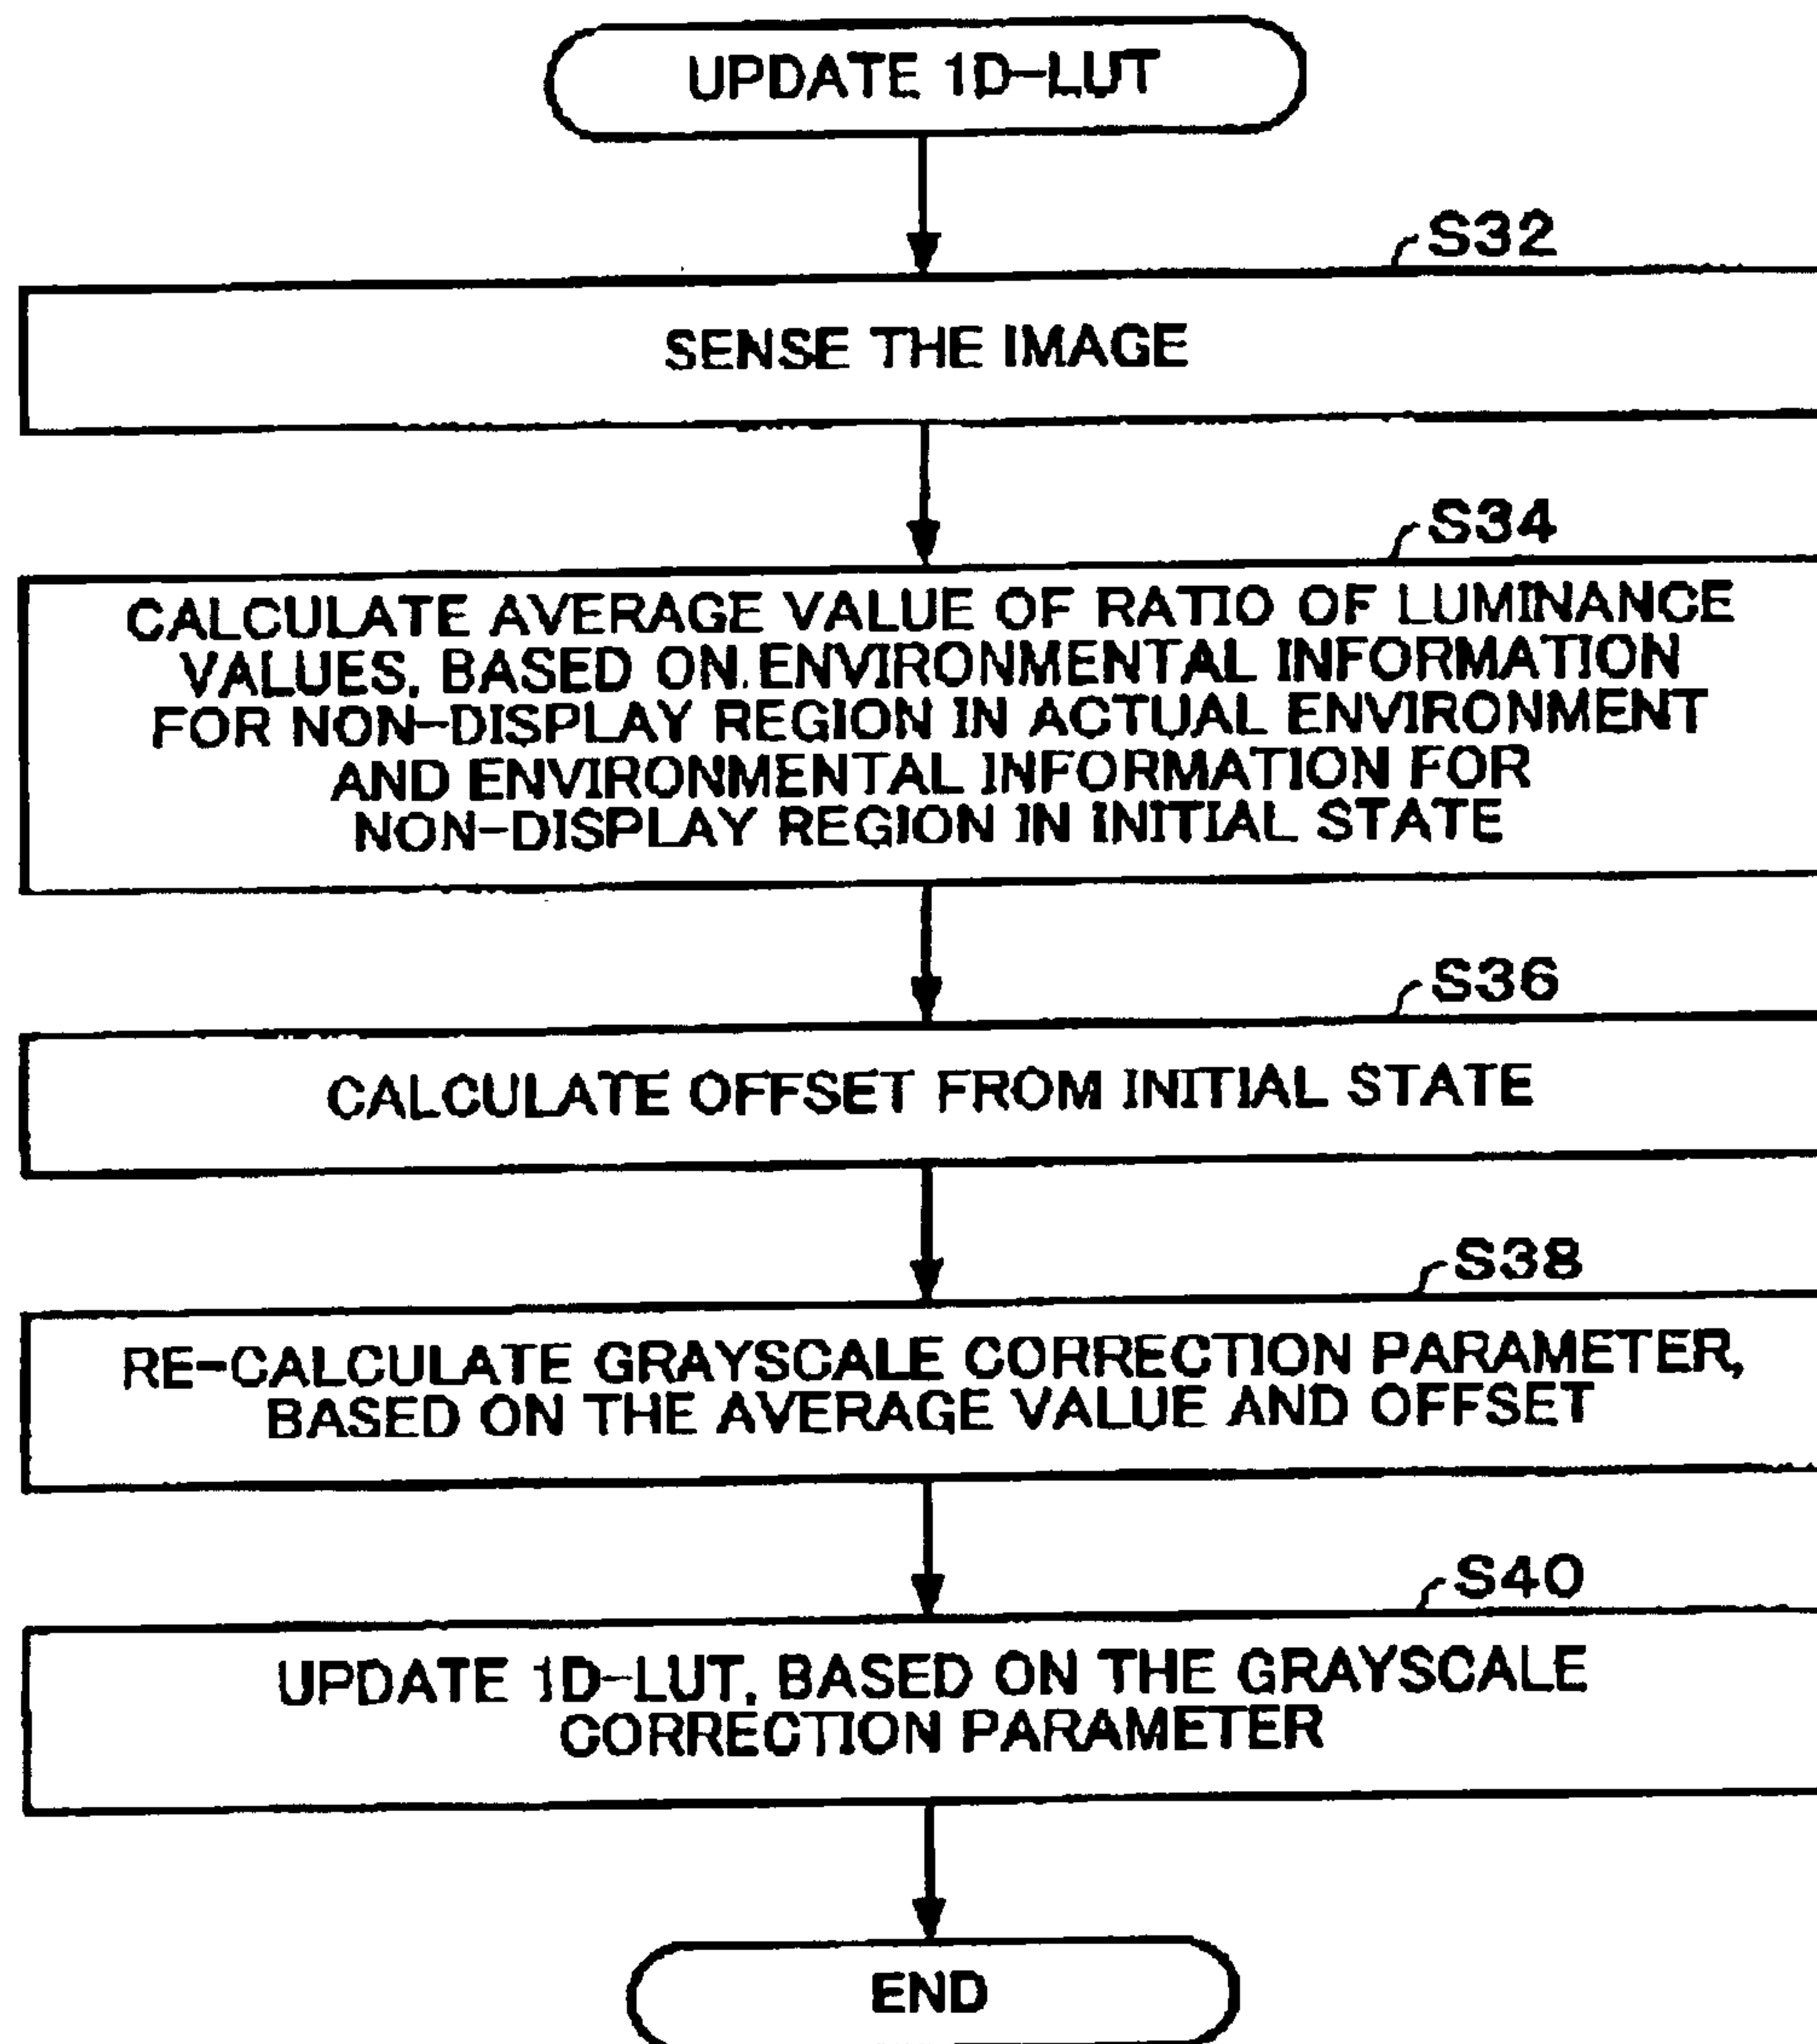 UPDATE 1D-LUT
S32
SENSE THE IMAGE
S34
CALCULATE AVERAGE VALUE OF RATIO OF LUMINANCE
VALUES, BASED ON ENVIRONMENTAL INFORMATION
FOR NON-DISPLAY REGION IN ACTUAL ENVIRONMENT
AND ENVIRONMENTAL INFORMATION FOR
NON-DISPLAY REGION IN INITIAL STATE
S36
CALCULATE OFFSET FROM INITIAL STATE
S38
RE-CALCULATE GRAYSCALE CORRECTION PARAMETER,
BASED ON THE AVERAGE VALUE AND OFFSET
S40
UPDATE 1D-LUT, BASED ON THE GRAYSCALE
CORRECTION PARAMETER
END